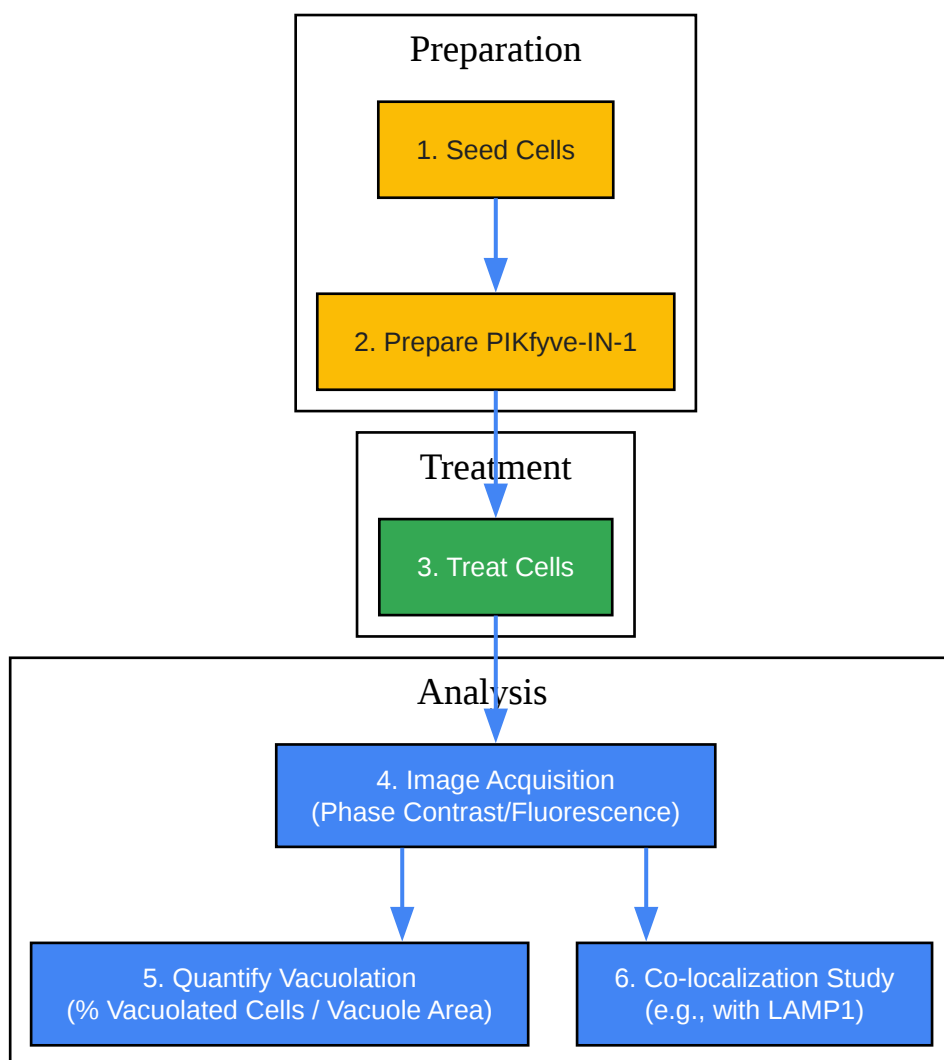 Preparation
1. Seed Cells
2. Prepare PIKfyve-IN-1
Treatment
3. Treat Cells
Analysis
4. Image Acquisition
(Phase Contrast/Fluorescence)
5. Quantify Vacuolation
(% Vacuolated Cells / Vacuole Area)
6. Co-localization Study
(e.g., with LAMP1)